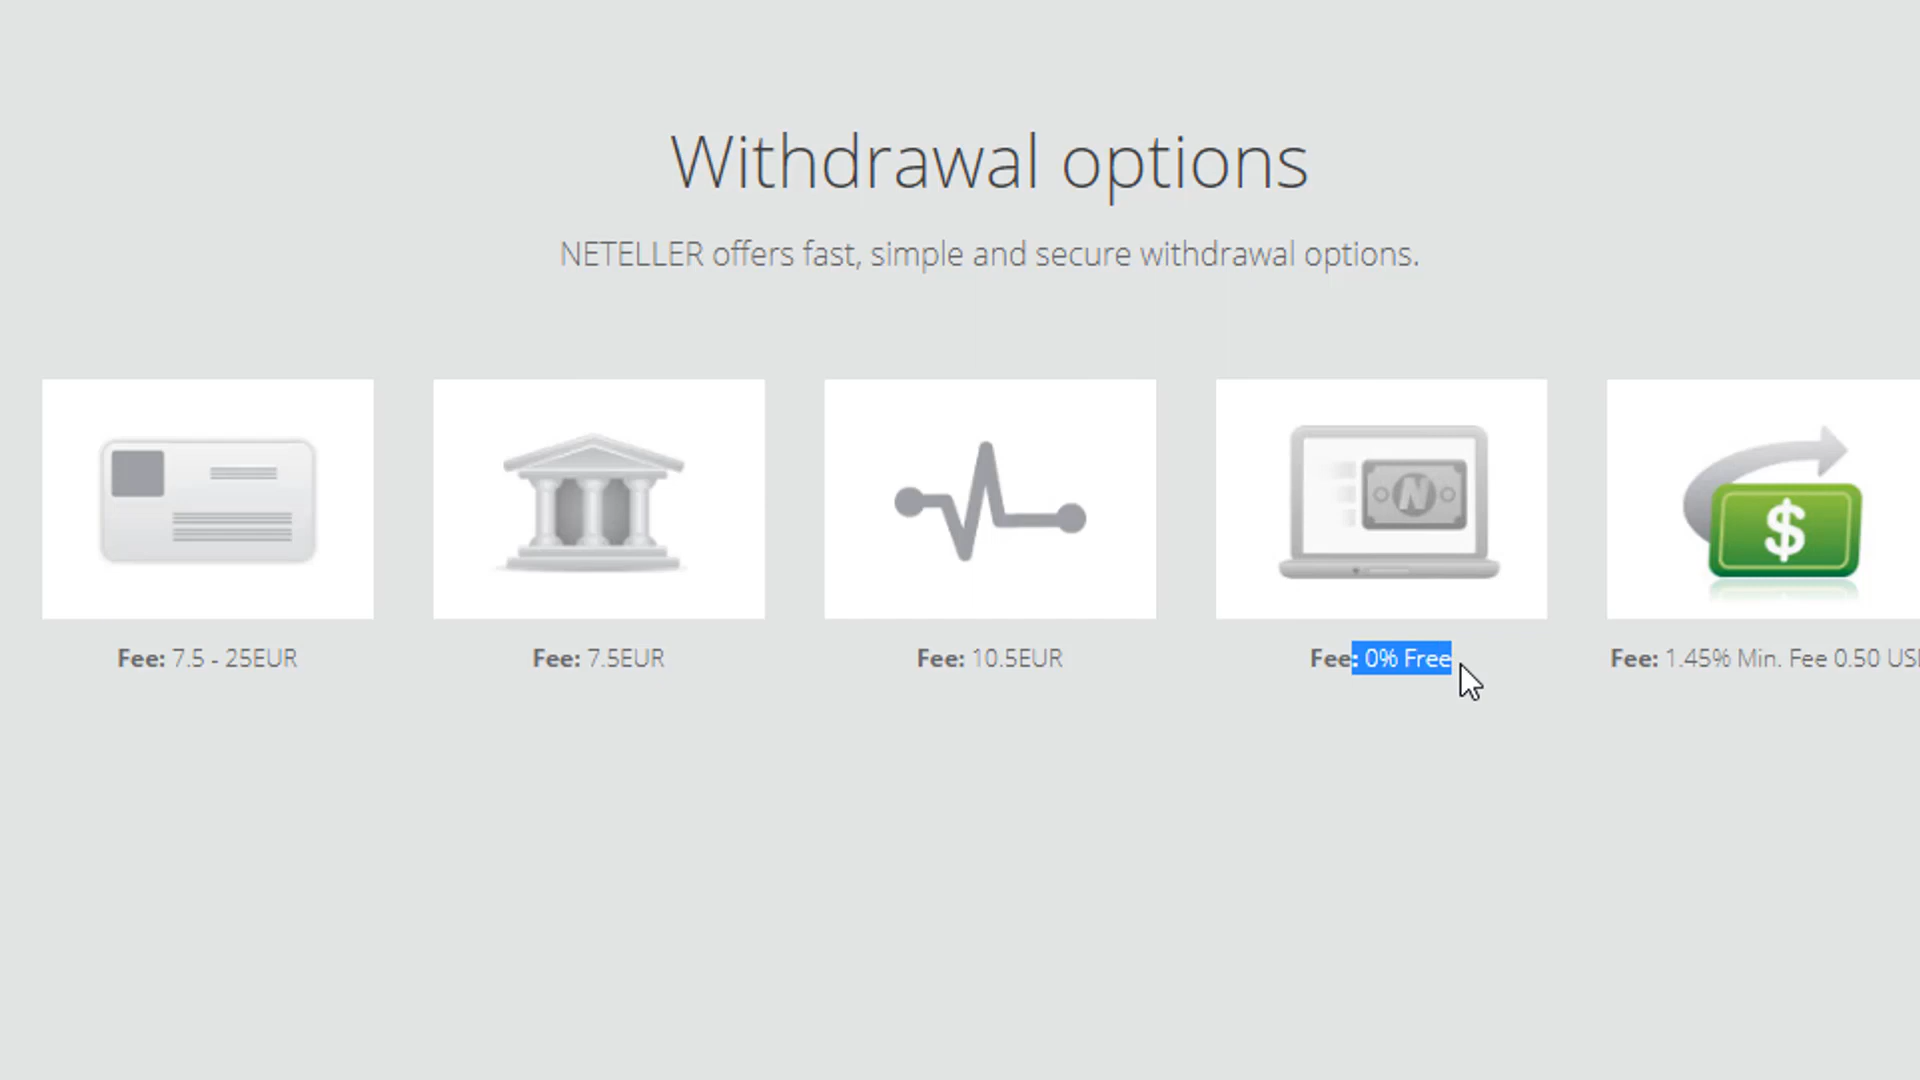 Withdrawal options
NETELLER offers fast, simple and secure withdrawal options.
N
$
Fee: 7.5 - 25EUR
Fee: 7.5EUR
Fee: 10.5EUR
Fee: 0% Free
Fee: 1.45% Min. Fee 0.50